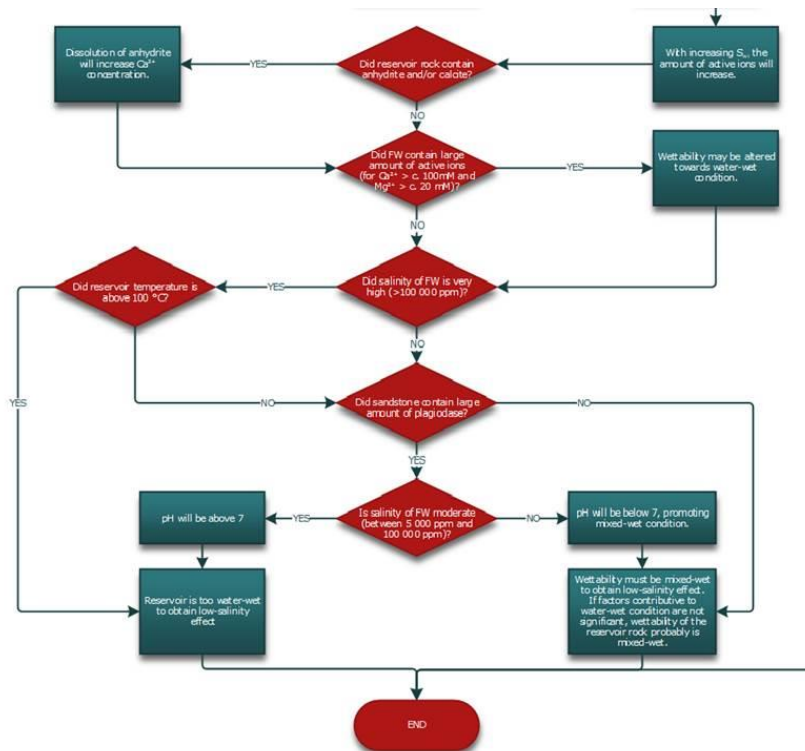 Dissolution of anhydrite
will increase Ca²⁺
concentration.
YES
Did reservoir rock contain
anhydrite and/or calcite?
With increasing Sw, the
amount of active ions will
increase.
NO
Did FW contain large
amount of active ions
(for Ca²⁺ > c. 100mM and
Mg²⁺ > c. 20 mM)?
YES
Wettability may be altered
towards water-wet
condition.
NO
Did reservoir temperature is
above 100 °C?
YES
Did salinity of FW is very
high (>100 000 ppm)?
NO
YES
NO
Did sandstone contain large
amount of plagiodase?
NO
YES
pH will be above 7
YES
Is salinity of FW moderate
(between 5 000 ppm and
100 000 ppm)?
NO
pH will be below 7, promoting
mixed-wet condition.
Reservoir is too water-wet
to obtain low-salinity
effect
Wettability must be mixed-wet
to obtain low-salinity effect.
If factors contributive to
water-wet condition are not
significant, wettability of the
reservoir rock probably is
mixed-wet.
END